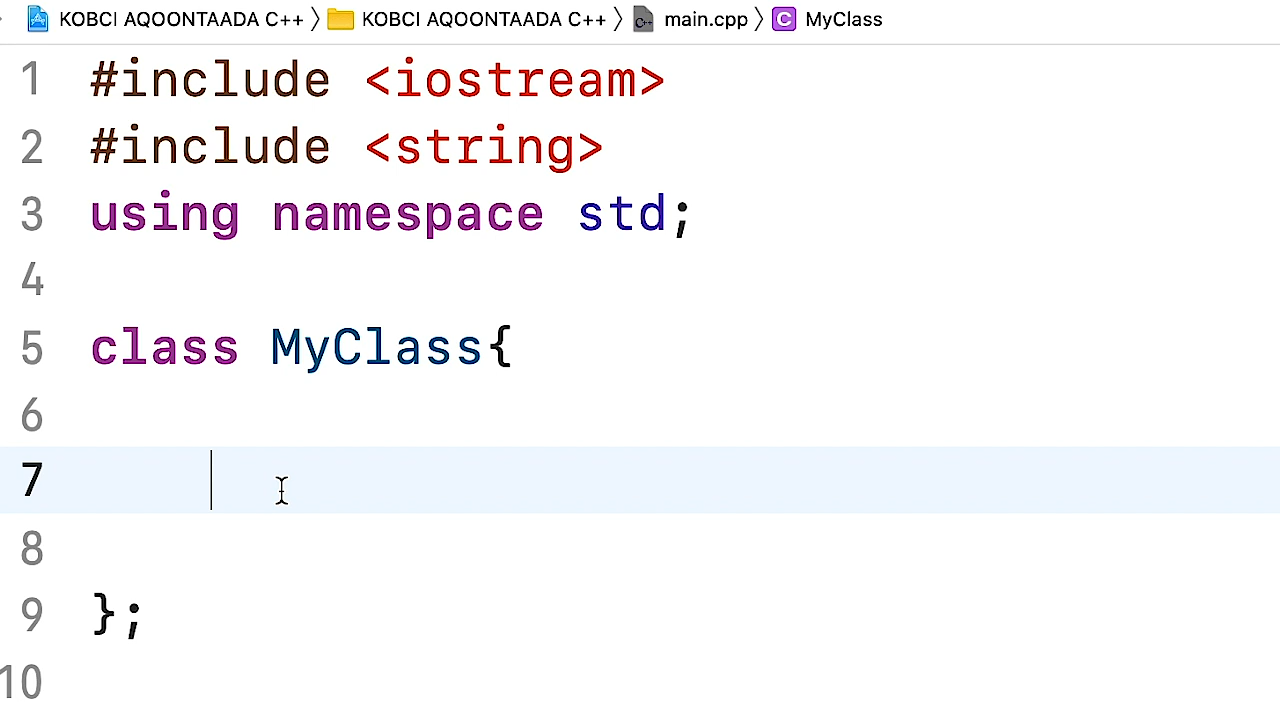 KOBCI AQOONTAADA C++ 〉 KOBCI AQOONTAADA C++ 〉 main.cpp 〉 C MyClass
1 #include <iostream>
2 #include <string>
3 using namespace std;
4
5 class MyClass{
6
7
8
9 };
10